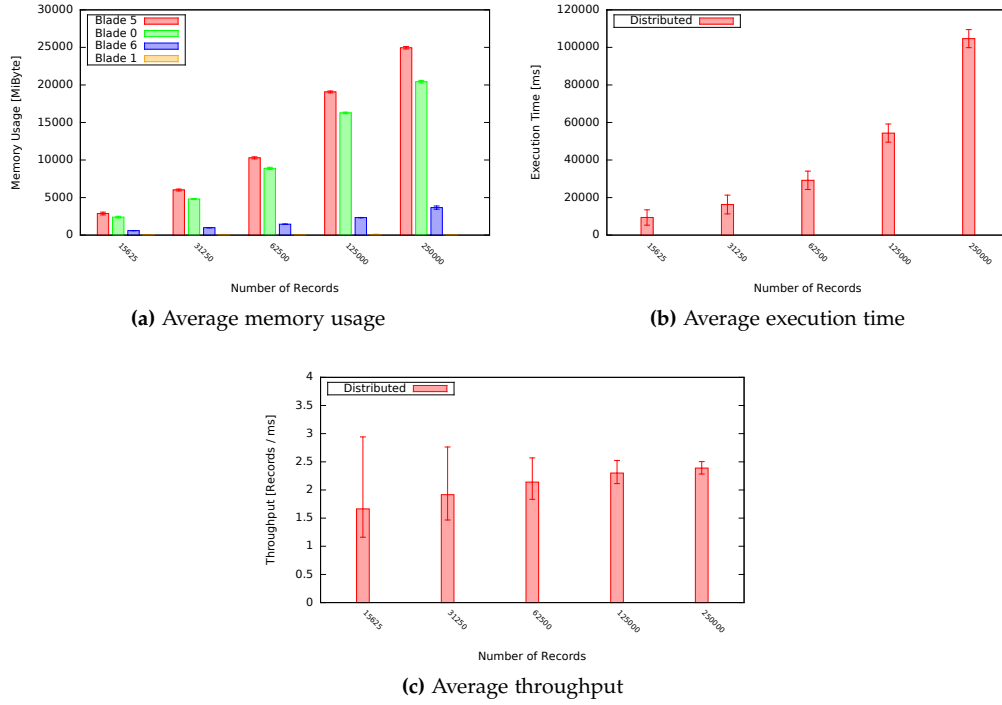 30000
25000
20000
15000
10000
5000
0
Memory Usage [MiByte]
Blade 5
Blade 0
Blade 6
Blade 1
15625
31250
62500
125000
250000
Number of Records
(a) Average memory usage
120000
100000
80000
60000
40000
20000
0
Execution Time [ms]
Distributed
15625
31250
62500
125000
250000
Number of Records
(b) Average execution time
4
3.5
3
2.5
2
1.5
1
0.5
0
Throughput [Records / ms]
Distributed
15625
31250
62500
125000
250000
Number of Records
(c) Average throughput